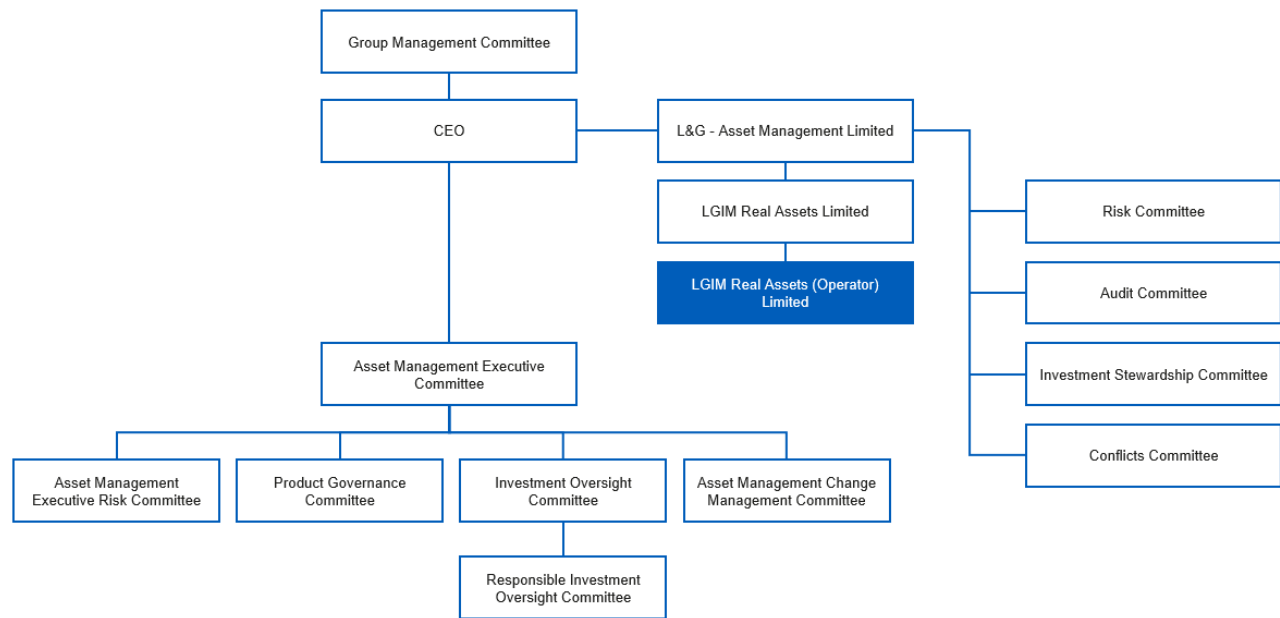 Group Management Committee
CEO
L&G - Asset Management Limited
LGIM Real Assets Limited
LGIM Real Assets (Operator)
Limited
Risk Committee
Audit Committee
Investment Stewardship Committee
Conflicts Committee
Asset Management Executive
Committee
Asset Management
Executive Risk Committee
Product Governance
Committee
Investment Oversight
Committee
Asset Management Change
Management Committee
Responsible Investment
Oversight Committee